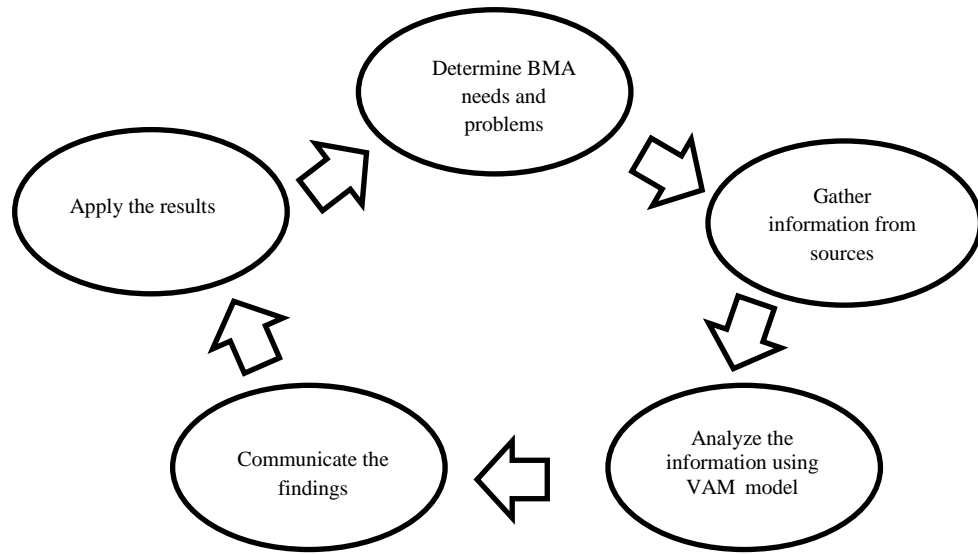 Determine BMA
needs and
problems
Gather
information from
sources
Analyze the
information using
VAM model
Communicate the
findings
Apply the results